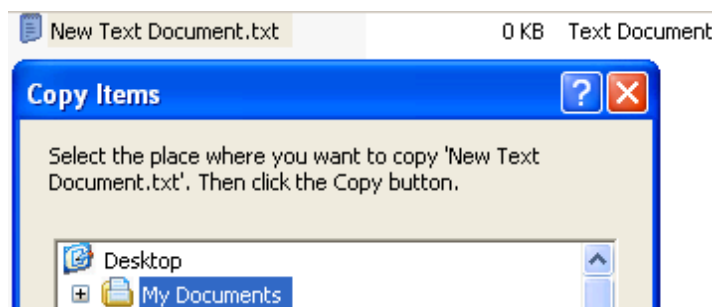 New Text Document.txt 0 KB Text Document
Copy Items
Select the place where you want to copy 'New Text
Document.txt'. Then click the Copy button.
Desktop
My Documents